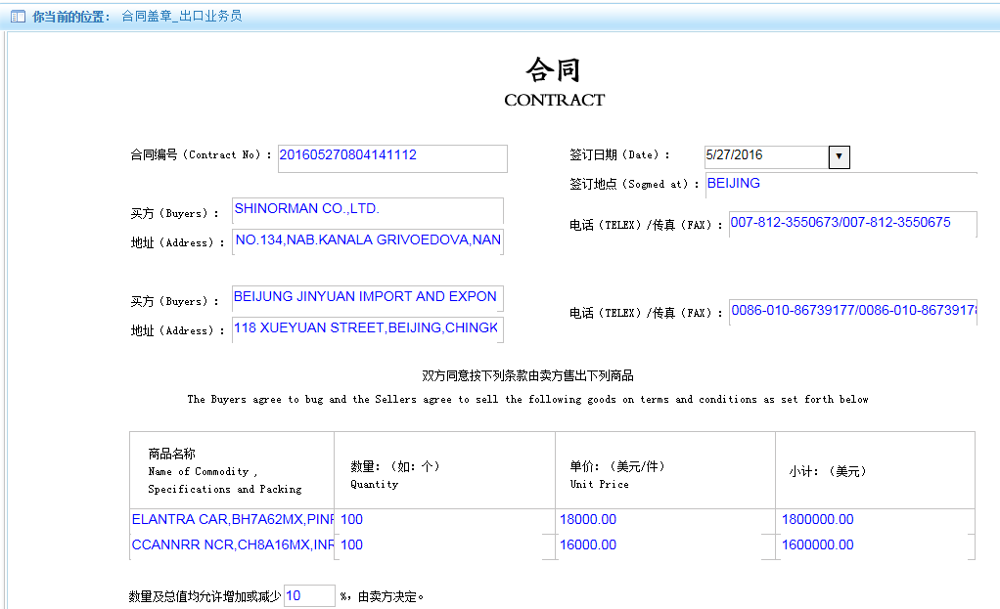 你当前的位置： 合同盖章_出口业务员
合同
CONTRACT
合同编号（Contract No）： 201605270804141112
签订日期（Date）： 5/27/2016
签订地点（Sogmed at）： BEIJING
买方（Buyers）： SHINORMAN CO.,LTD.
电话（TELEX）/传真（FAX）： 007-812-3550673/007-812-3550675
地址（Address）： NO.134,NAB.KANALA GRIVOEDOVA,NAN
买方（Buyers）： BEIJUNG JINYUAN IMPORT AND EXPON
电话（TELEX）/传真（FAX）： 0086-010-86739177/0086-010-86739178
地址（Address）： 118 XUEYUAN STREET,BEIJING,CHINGK
双方同意按下列条款由卖方售出下列商品
The Buyers agree to bug and the Sellers agree to sell the following goods on terms and conditions as set forth below
商品名称
Name of Commodity ,
Specifications and Packing
数量：（如：个）
Quantity
单价：（美元/件）
Unit Price
小计：（美元）
ELANTRA CAR,BH7A62MX,PINF 100 18000.00 1800000.00
CCANNRR NCR,CH8A16MX,INF 100 16000.00 1600000.00
数量及总值均允许增加或减少 10 %，由卖方决定。